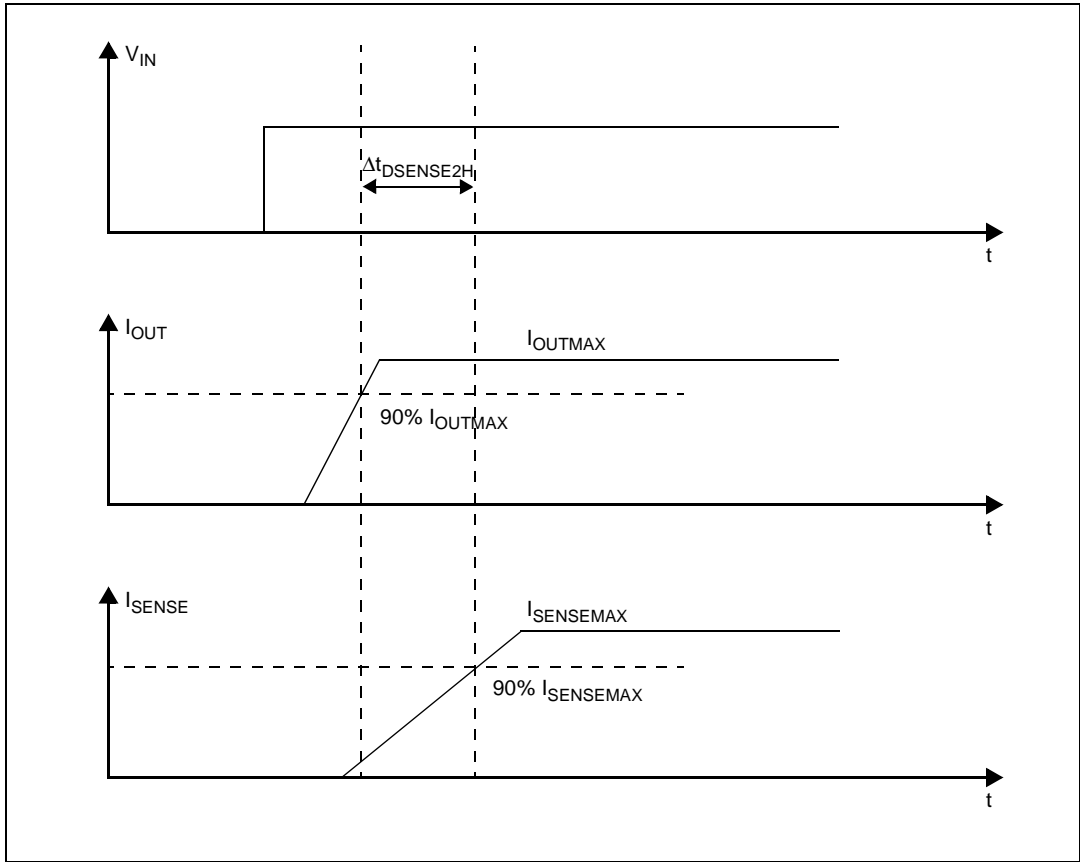 V_IN
Δt_DSENSE2H
t
I_OUT
I_OUTMAX
90% I_OUTMAX
t
I_SENSE
I_SENSEMAX
90% I_SENSEMAX
t